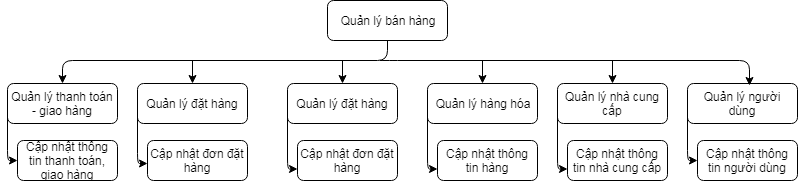 Quản lý bán hàng
Quản lý thanh toán
- giao hàng
Quản lý đặt hàng
Quản lý đặt hàng
Quản lý hàng hóa
Quản lý nhà cung
cấp
Quản lý người
dùng
Cập nhật thông
tin thanh toán,
giao hàng
Cập nhật đơn đặt
hàng
Cập nhật đơn đặt
hàng
Cập nhật thông
tin hàng
Cập nhật thông
tin nhà cung cấp
Cập nhật thông
tin người dùng